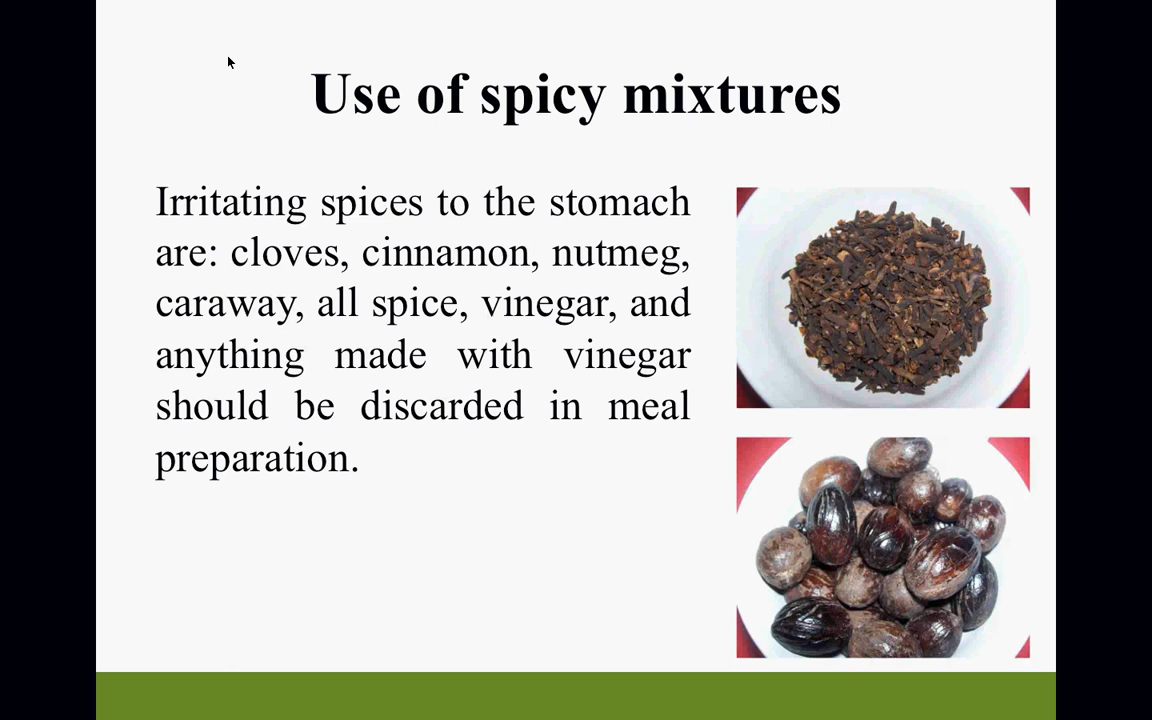 Use of spicy mixtures
Irritating spices to the stomach
are: cloves, cinnamon, nutmeg,
caraway, all spice, vinegar, and
anything made with vinegar
should be discarded in meal
preparation.